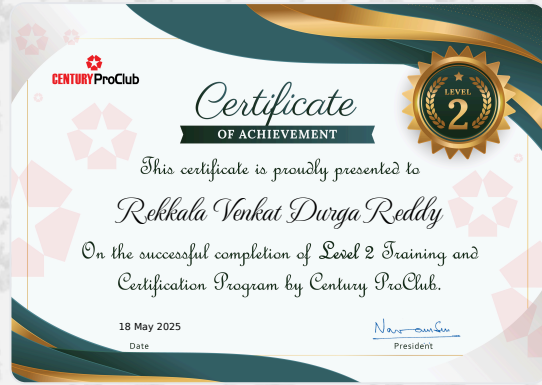 CENTURY ProClub
Certificate
OF ACHIEVEMENT
LEVEL
2
This certificate is proudly presented to
Rekkala Venkat Durga Reddy
On the successful completion of Level 2 Training and
Certification Program by Century ProClub.
18 May 2025
Date
President